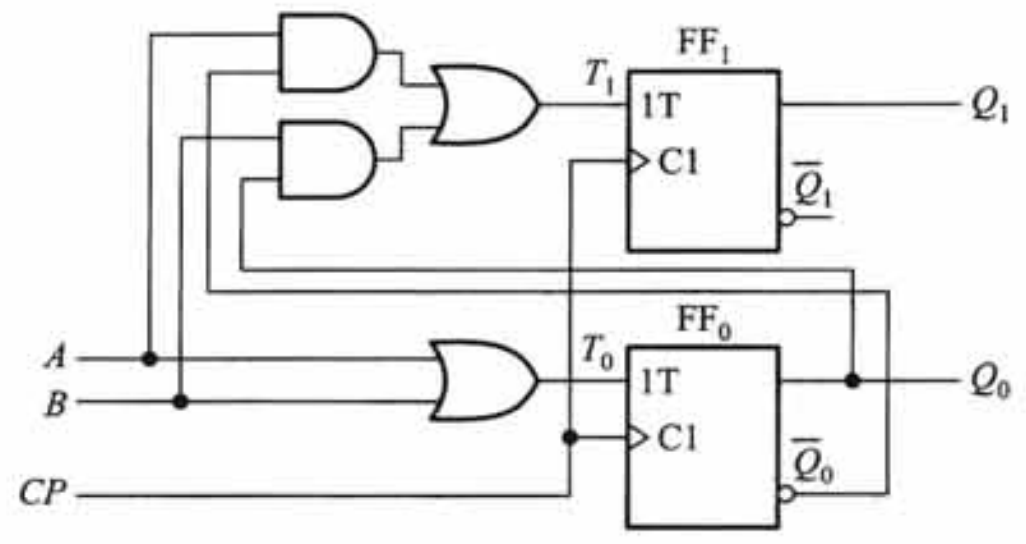 FF₁
T₁
1T
Q₁
C1
Q̅₁
FF₀
A
T₀
1T
B
Q₀
C1
Q̅₀
CP